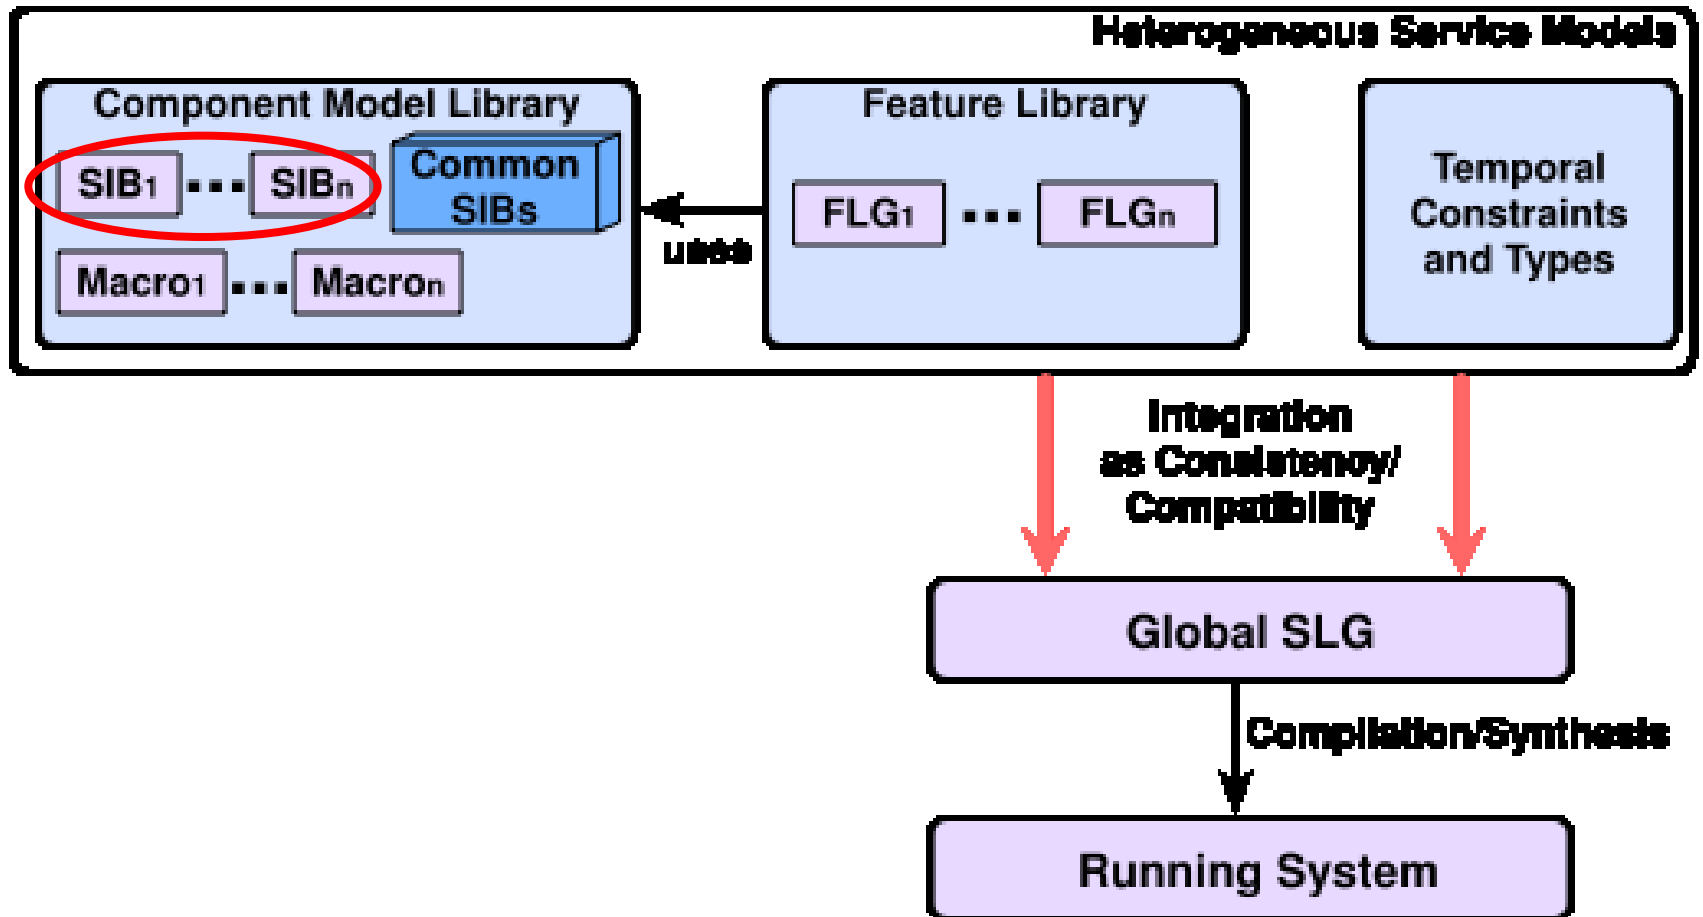 Heterogeneous Service Models
Component Model Library
SIB1 ... SIBn
Common
SIBs
Macro1 ... Macron
uses
Feature Library
FLG1 ... FLGn
Temporal
Constraints
and Types
Integration
as Consistency/
Compatibility
Global SLG
Compilation/Synthesis
Running System